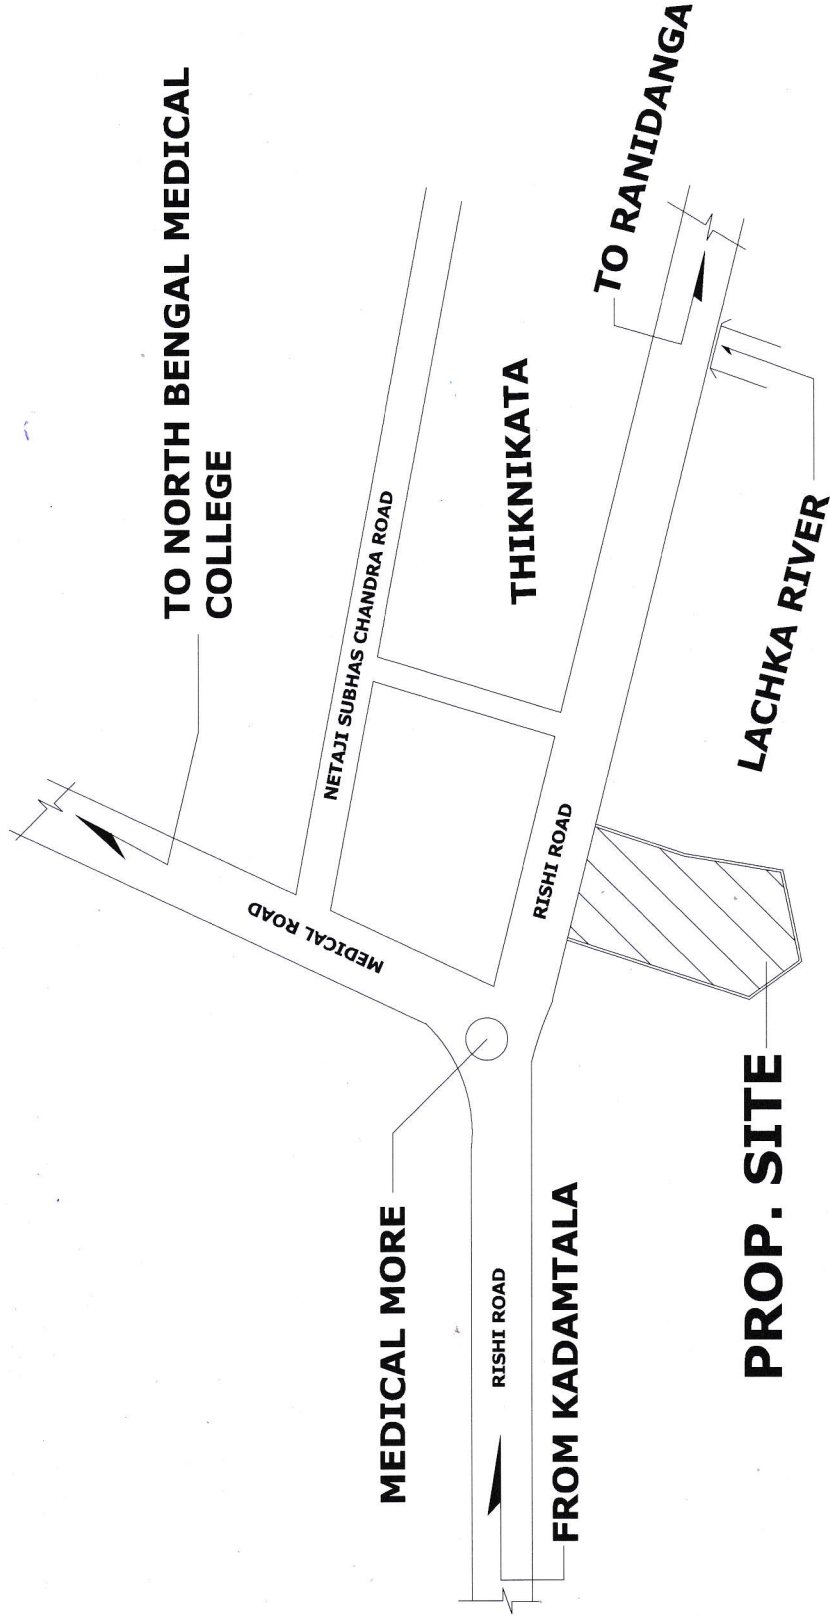 TO NORTH BENGAL MEDICAL
COLLEGE
MEDICAL ROAD
NETAJI SUBHAS CHANDRA ROAD
MEDICAL MORE
THIKNIKATA
TO RANIDANGA
RISHI ROAD
RISHI ROAD
FROM KADAMTALA
LACHKA RIVER
PROP. SITE